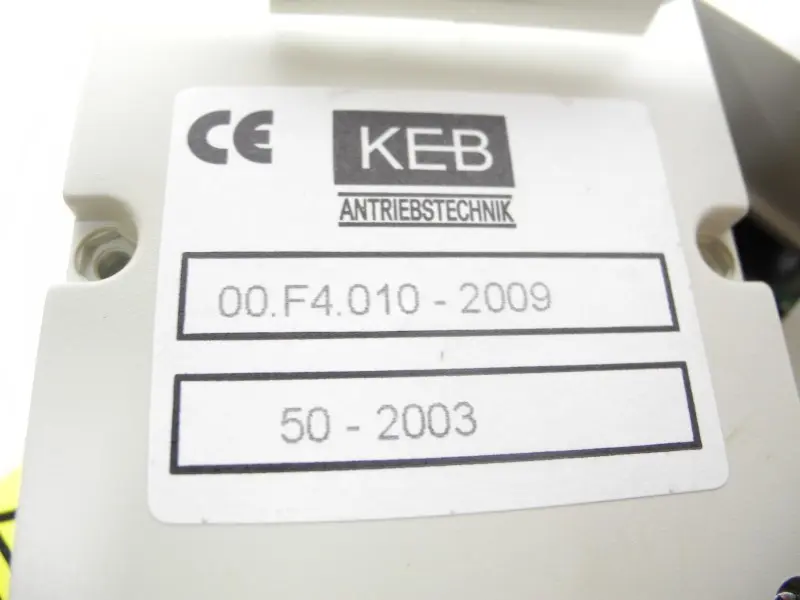 CE KEB
ANTRIEBSTECHNIK
00.F4.010 - 2009
50 - 2003